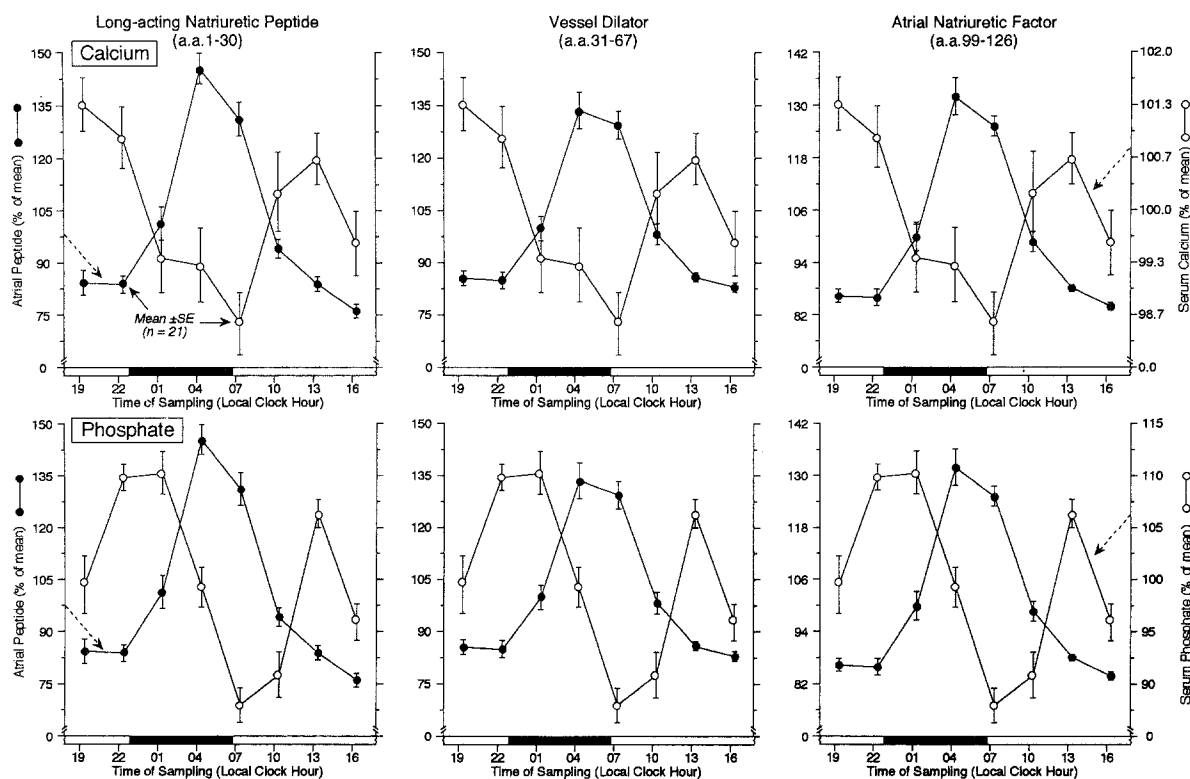 Long-acting Natriuretic Peptide
(a.a.1-30)
Vessel Dilator
(a.a.31-67)
Atrial Natriuretic Factor
(a.a.99-126)
Calcium
Atrial Peptide (% of mean)
150
135
120
105
90
75
0
Mean ±SE
(n = 21)
19 22 01 04 07 10 13 16
Time of Sampling (Local Clock Hour)
150
135
120
105
90
75
0
19 22 01 04 07 10 13 16
Time of Sampling (Local Clock Hour)
142
130
118
106
94
82
0
19 22 01 04 07 10 13 16
Time of Sampling (Local Clock Hour)
102.0
101.3
100.7
100.0
99.3
98.7
0.0
Serum Calcium (% of mean)
Phosphate
Atrial Peptide (% of mean)
150
135
120
105
90
75
0
19 22 01 04 07 10 13 16
Time of Sampling (Local Clock Hour)
150
135
120
105
90
75
0
19 22 01 04 07 10 13 16
Time of Sampling (Local Clock Hour)
142
130
118
106
94
82
0
19 22 01 04 07 10 13 16
Time of Sampling (Local Clock Hour)
115
110
105
100
95
90
0
Serum Phosphate (% of mean)